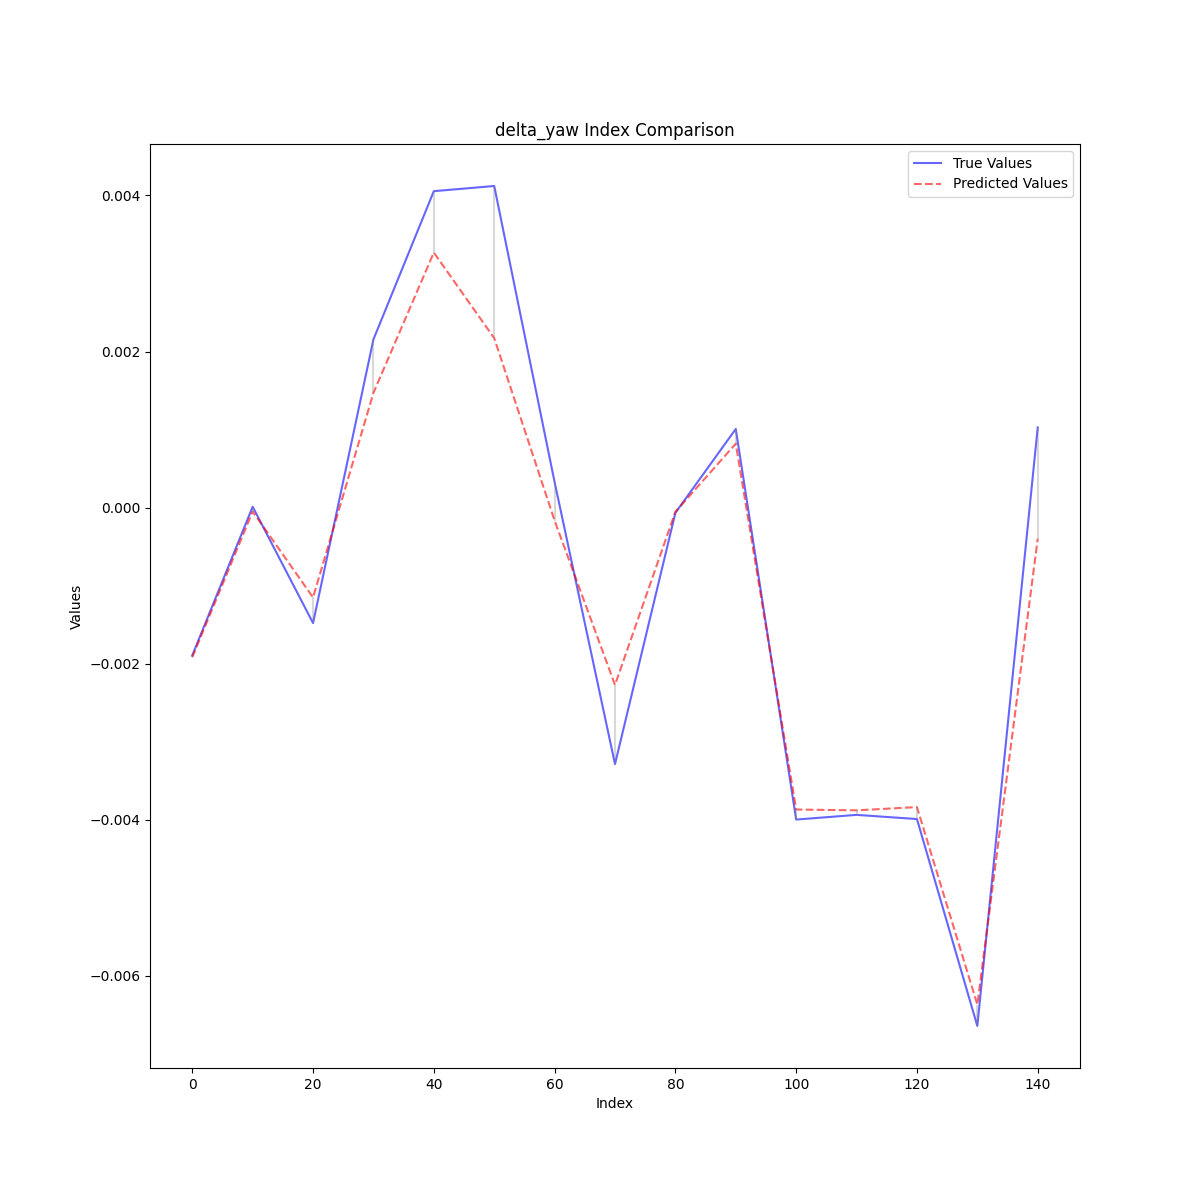 delta_yaw Index Comparison
True Values
Predicted Values
0.004
0.002
0.000
−0.002
−0.004
−0.006
Values
0
20
40
60
80
100
120
140
Index